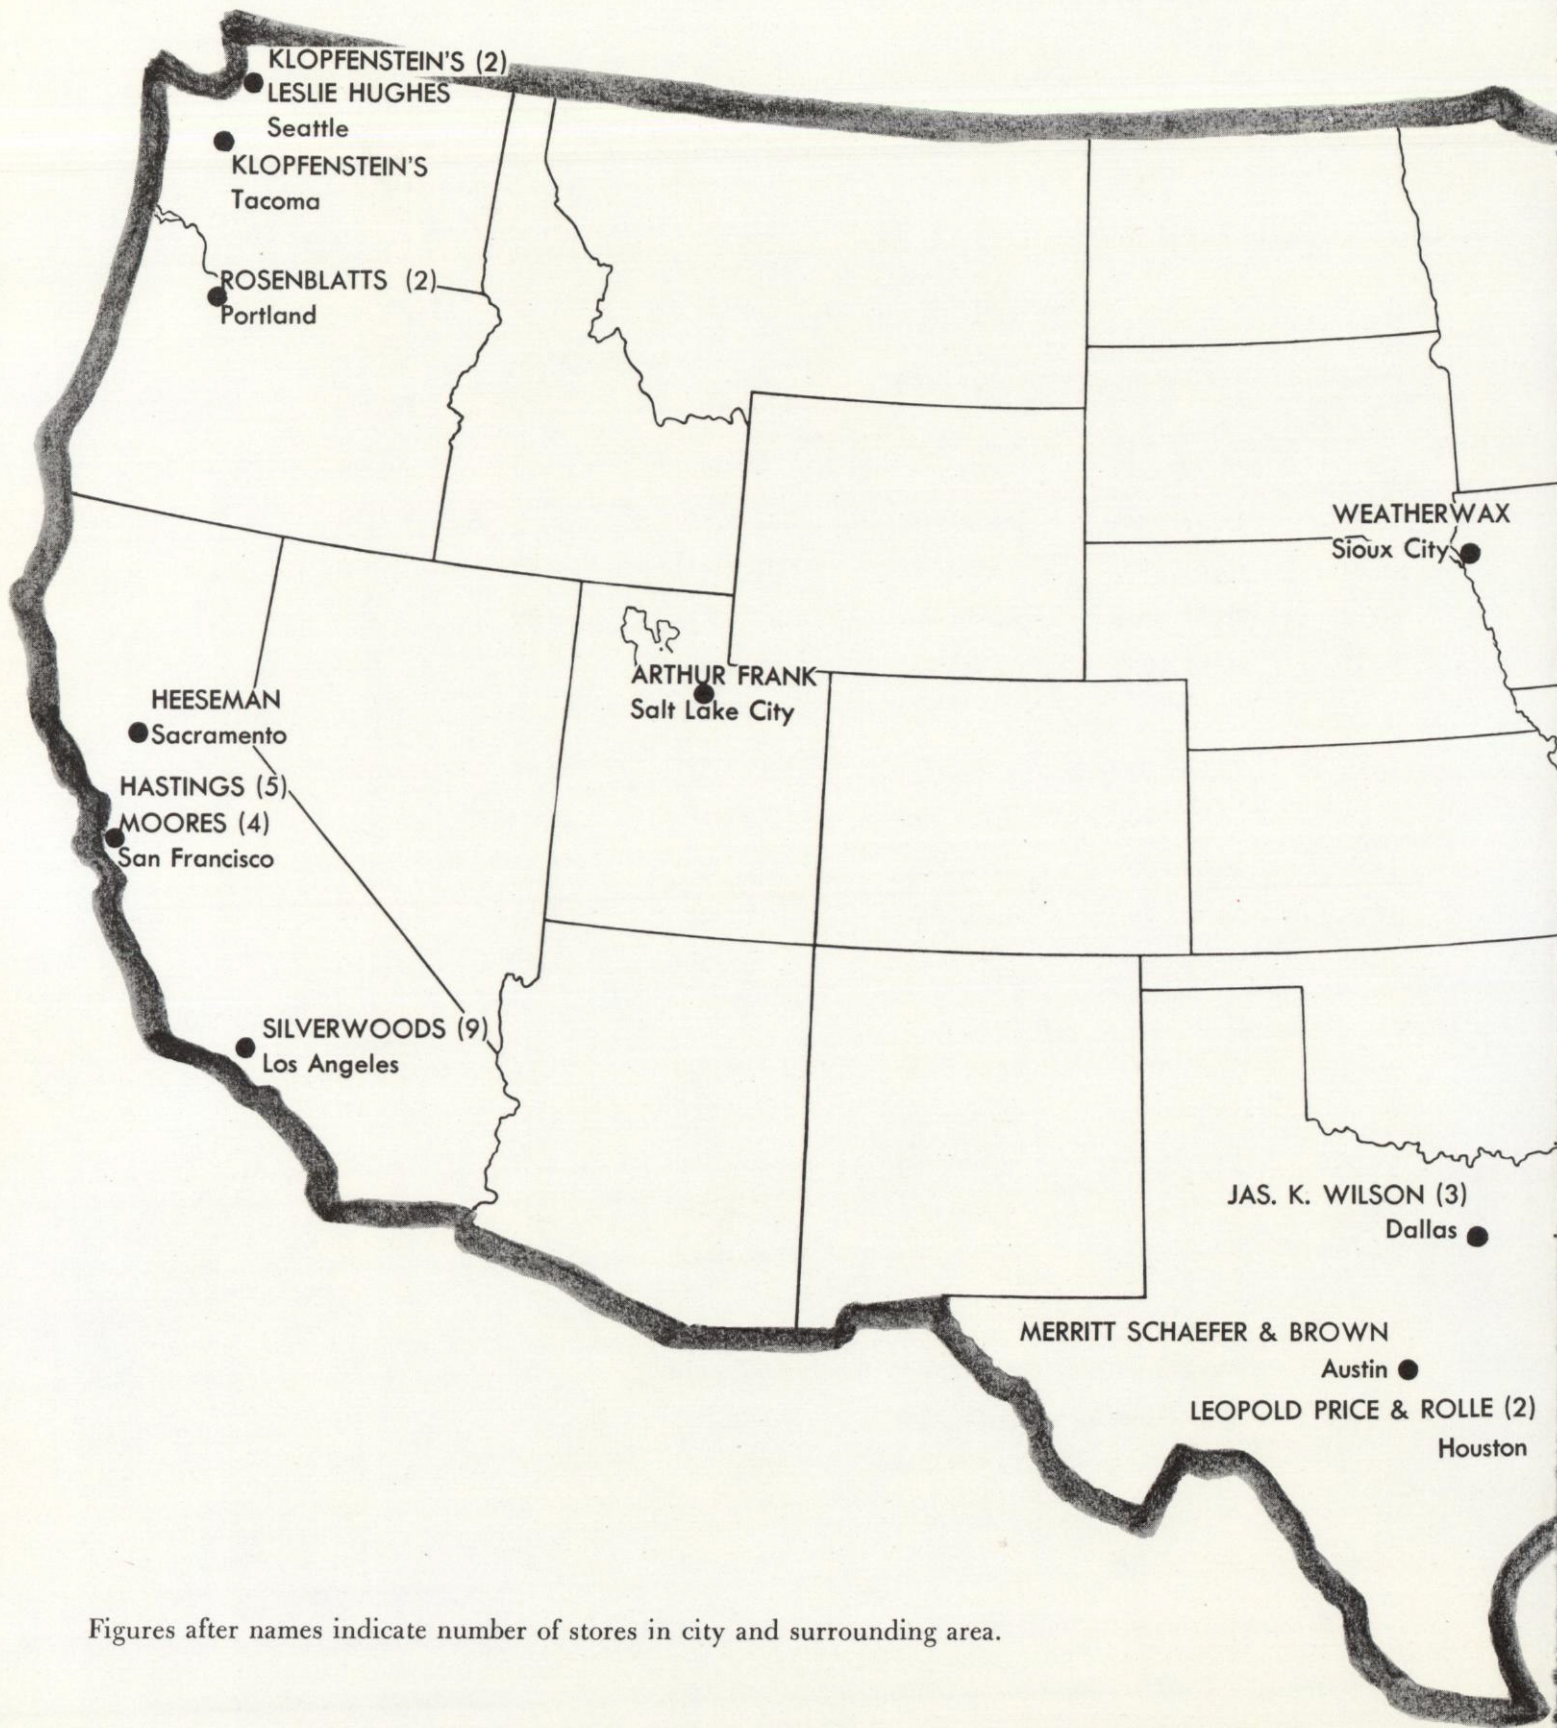 KLOPFENSTEIN'S (2)
LESLIE HUGHES
Seattle
KLOPFENSTEIN'S
Tacoma
ROSENBLATTS (2)
Portland
WEATHERWAX
Sioux City
ARTHUR FRANK
Salt Lake City
HEESEMAN
Sacramento
HASTINGS (5)
MOORES (4)
San Francisco
SILVERWOODS (9)
Los Angeles
JAS. K. WILSON (3)
Dallas
MERRITT SCHAEFER & BROWN
Austin
LEOPOLD PRICE & ROLLE (2)
Houston
Figures after names indicate number of stores in city and surrounding area.